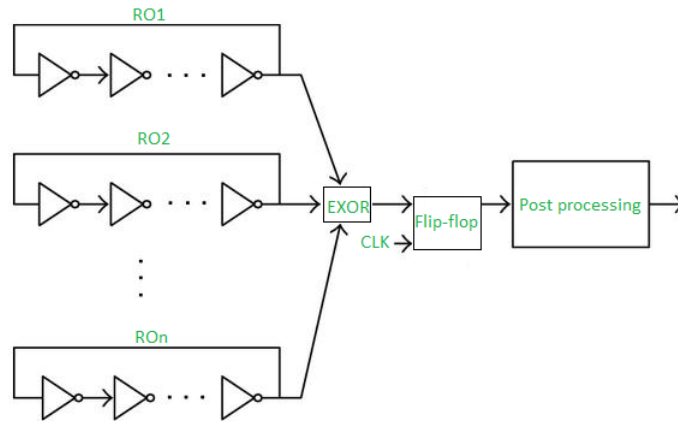 RO1
RO2
EXOR
Flip-flop
Post processing
CLK
ROn